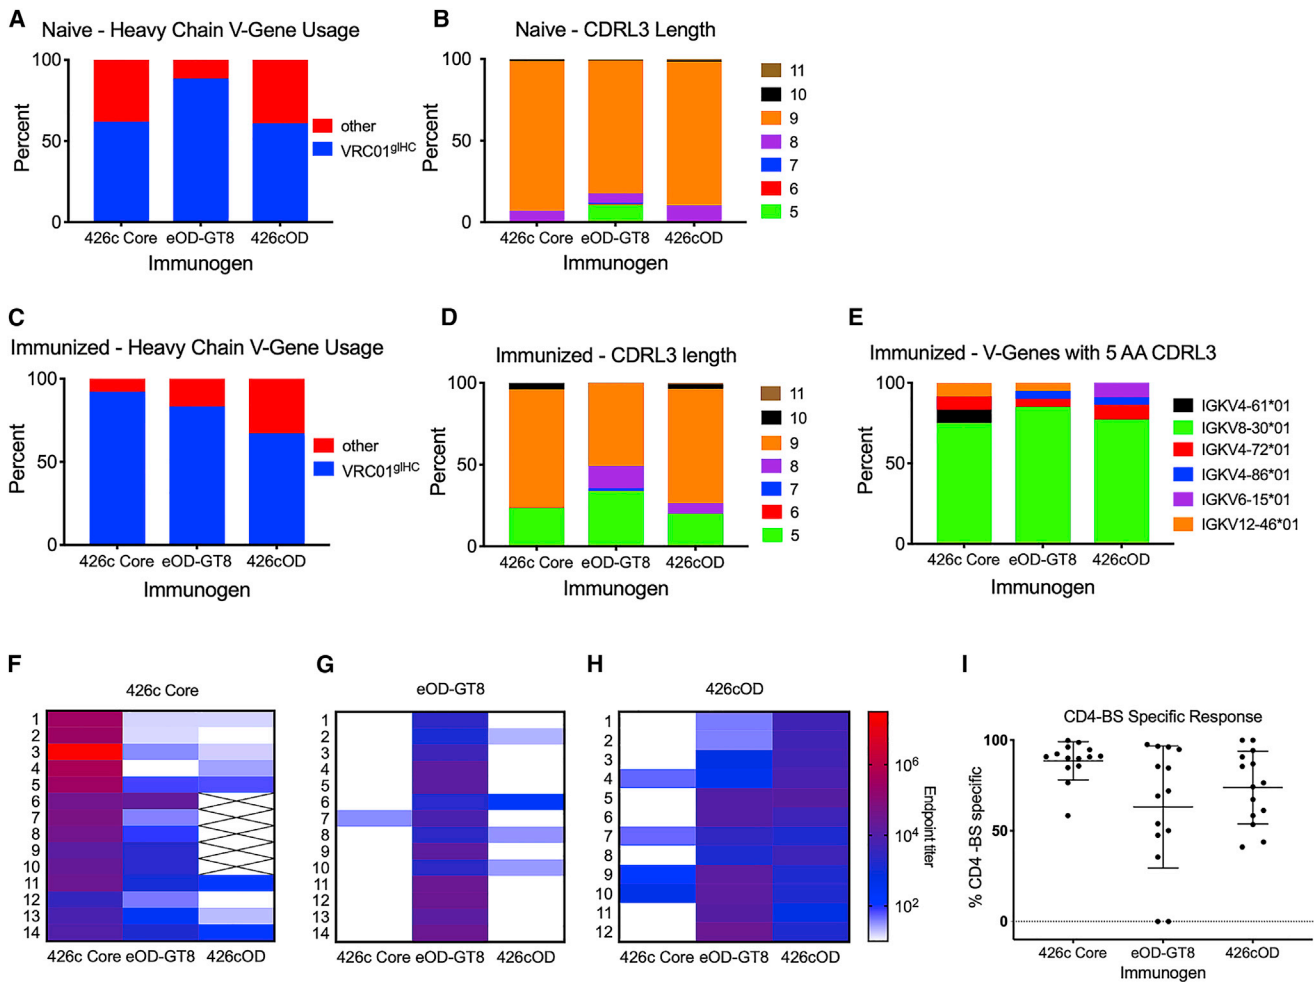 A
Naive - Heavy Chain V-Gene Usage
Percent
100
50
0
426c Core eOD-GT8 426cOD
Immunogen
other
VRC01glHC
B
Naive - CDRL3 Length
Percent
100
50
0
426c Core eOD-GT8 426cOD
Immunogen
11
10
9
8
7
6
5
C
Immunized - Heavy Chain V-Gene Usage
Percent
100
50
0
426c Core eOD-GT8 426cOD
Immunogen
other
VRC01glHC
D
Immunized - CDRL3 length
Percent
100
50
0
426c Core eOD-GT8 426cOD
Immunogen
11
10
9
8
7
6
5
E
Immunized - V-Genes with 5 AA CDRL3
Percent
100
50
0
426c Core eOD-GT8 426cOD
Immunogen
IGKV4-61*01
IGKV8-30*01
IGKV4-72*01
IGKV4-86*01
IGKV6-15*01
IGKV12-46*01
F
426c Core
1
2
3
4
5
6
7
8
9
10
11
12
13
14
426c Core eOD-GT8 426cOD
G
eOD-GT8
1
2
3
4
5
6
7
8
9
10
11
12
13
14
426c Core eOD-GT8 426cOD
H
426cOD
1
2
3
4
5
6
7
8
9
10
11
12
426c Core eOD-GT8 426cOD
10⁶
10⁴
10²
Endpoint titer
I
CD4-BS Specific Response
% CD4 -BS specific
100
50
0
426c Core eOD-GT8 426cOD
Immunogen